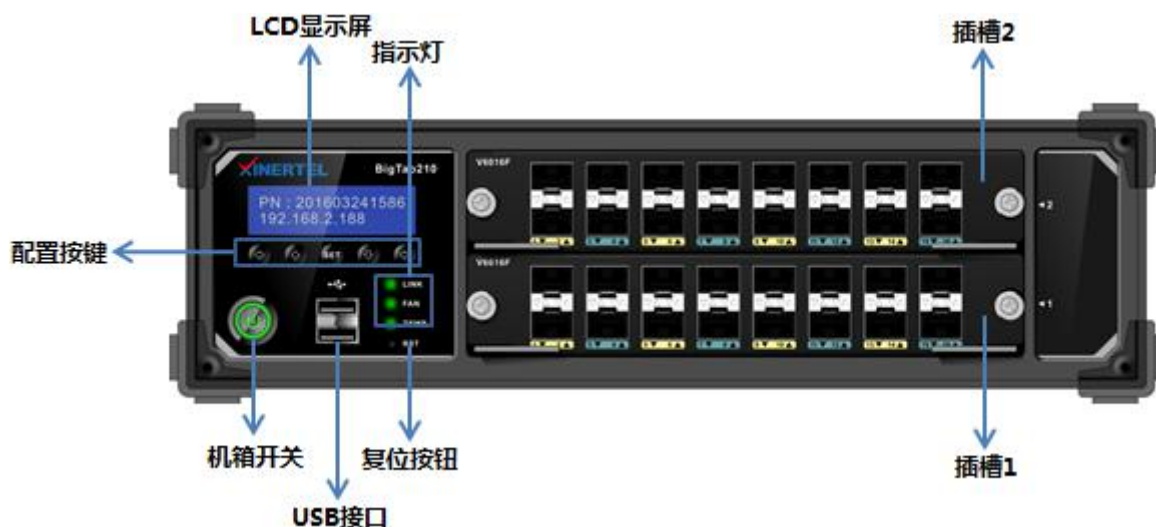 LCD显示屏
指示灯
插槽2
XINERTEL
BigTap210
V6016F
PN : 201603241586
192.168.2.188
2
配置按键
SET
V6016F
LINK
FAN
1
RST
机箱开关
复位按钮
插槽1
USB接口